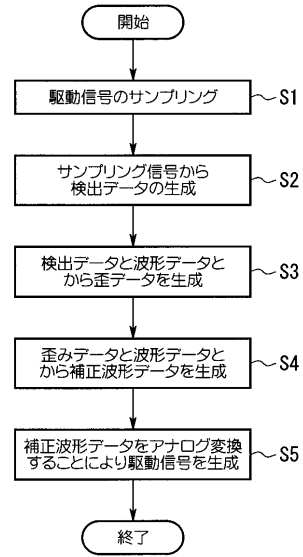 開始
駆動信号のサンプリング
S1
サンプリング信号から
検出データの生成
S2
検出データと波形データと
から歪データを生成
S3
歪みデータと波形データと
から補正波形データを生成
S4
補正波形データをアナログ変換
することにより駆動信号を生成
S5
終了